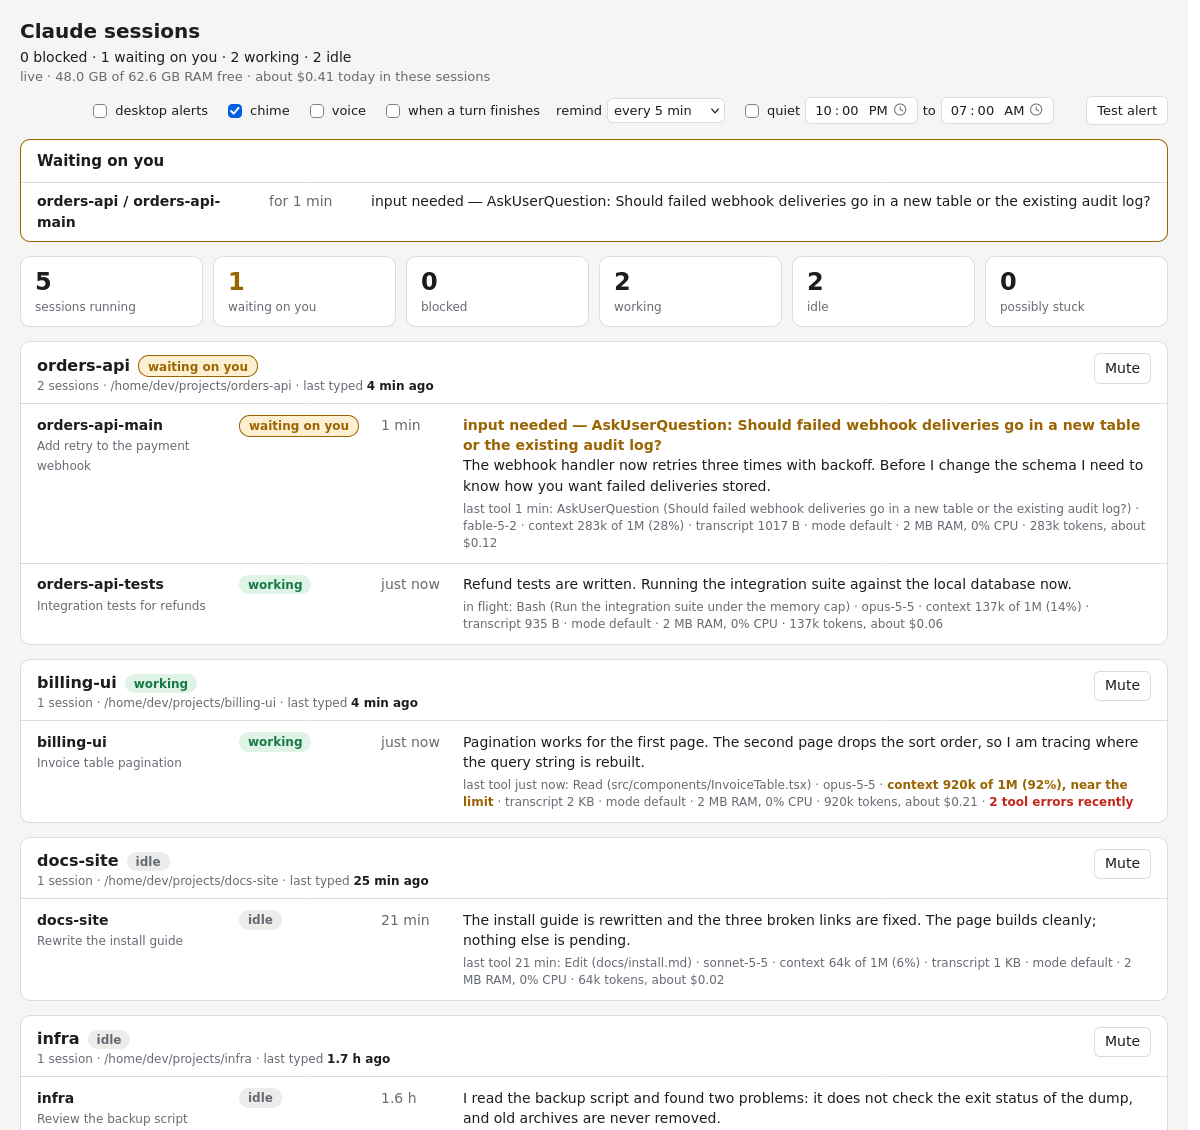 Claude sessions
0 blocked · 1 waiting on you · 2 working · 2 idle
live · 48.0 GB of 62.6 GB RAM free · about $0.41 today in these sessions
desktop alerts chime voice when a turn finishes remind every 5 min quiet 10:00 PM to 07:00 AM Test alert
Waiting on you
orders-api / orders-api- for 1 min input needed — AskUserQuestion: Should failed webhook deliveries go in a new table or the existing audit log?
main
5 1 0 2 2 0
sessions running waiting on you blocked working idle possibly stuck
orders-api waiting on you Mute
2 sessions · /home/dev/projects/orders-api · last typed 4 min ago
orders-api-main waiting on you 1 min input needed — AskUserQuestion: Should failed webhook deliveries go in a new table
Add retry to the payment or the existing audit log?
webhook The webhook handler now retries three times with backoff. Before I change the schema I need to
know how you want failed deliveries stored.
last tool 1 min: AskUserQuestion (Should failed webhook deliveries go in a new table or the existing audit log?) ·
fable-5-2 · context 283k of 1M (28%) · transcript 1017 B · mode default · 2 MB RAM, 0% CPU · 283k tokens, about
$0.12
orders-api-tests working just now Refund tests are written. Running the integration suite against the local database now.
Integration tests for refunds in flight: Bash (Run the integration suite under the memory cap) · opus-5-5 · context 137k of 1M (14%) ·
transcript 935 B · mode default · 2 MB RAM, 0% CPU · 137k tokens, about $0.06
billing-ui working Mute
1 session · /home/dev/projects/billing-ui · last typed 4 min ago
billing-ui working just now Pagination works for the first page. The second page drops the sort order, so I am tracing where
Invoice table pagination the query string is rebuilt.
last tool just now: Read (src/components/InvoiceTable.tsx) · opus-5-5 · context 920k of 1M (92%), near the
limit · transcript 2 KB · mode default · 2 MB RAM, 0% CPU · 920k tokens, about $0.21 · 2 tool errors recently
docs-site idle Mute
1 session · /home/dev/projects/docs-site · last typed 25 min ago
docs-site idle 21 min The install guide is rewritten and the three broken links are fixed. The page builds cleanly;
Rewrite the install guide nothing else is pending.
last tool 21 min: Edit (docs/install.md) · sonnet-5-5 · context 64k of 1M (6%) · transcript 1 KB · mode default · 2
MB RAM, 0% CPU · 64k tokens, about $0.02
infra idle Mute
1 session · /home/dev/projects/infra · last typed 1.7 h ago
infra idle 1.6 h I read the backup script and found two problems: it does not check the exit status of the dump,
Review the backup script and old archives are never removed.